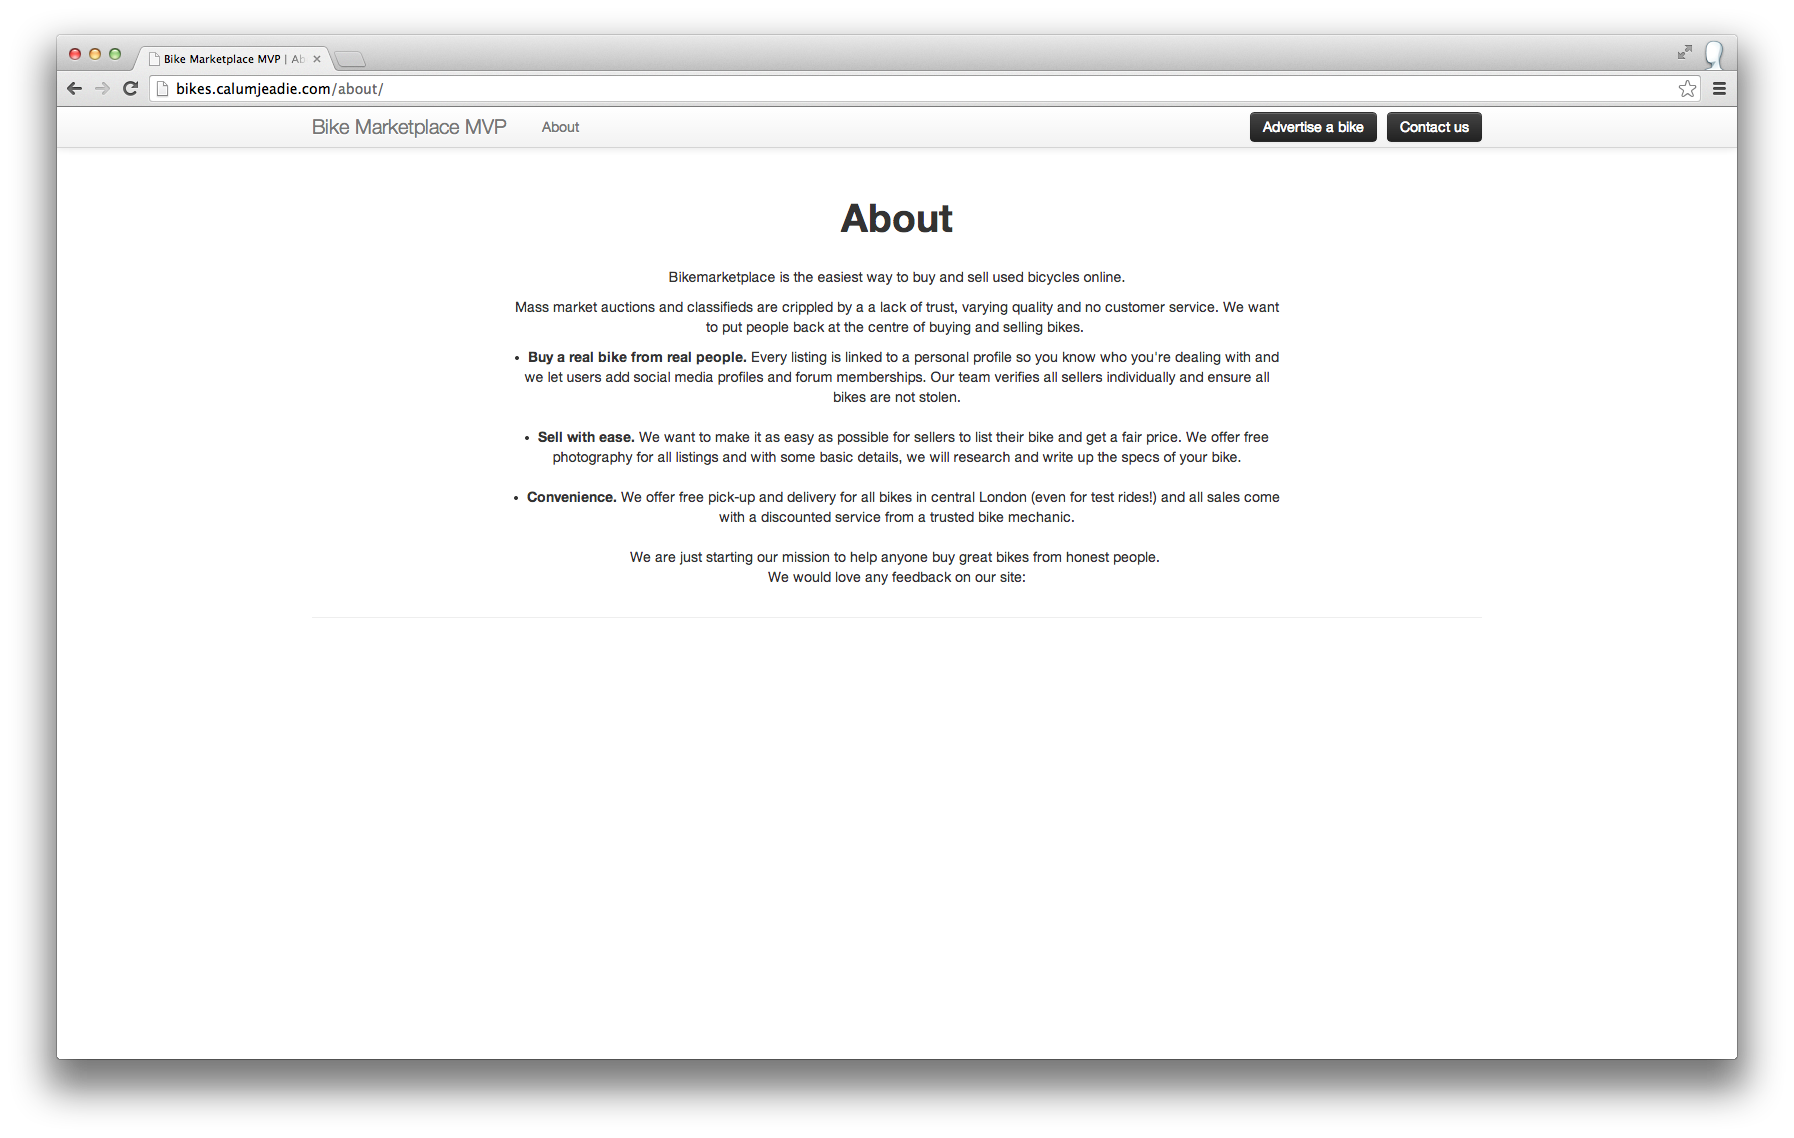 Bike Marketplace MVP | Ab
bikes.calumjeadie.com/about/
Bike Marketplace MVP About Advertise a bike Contact us
About
Bikemarketplace is the easiest way to buy and sell used bicycles online.
Mass market auctions and classifieds are crippled by a a lack of trust, varying quality and no customer service. We want
to put people back at the centre of buying and selling bikes.
• Buy a real bike from real people. Every listing is linked to a personal profile so you know who you're dealing with and
we let users add social media profiles and forum memberships. Our team verifies all sellers individually and ensure all
bikes are not stolen.
• Sell with ease. We want to make it as easy as possible for sellers to list their bike and get a fair price. We offer free
photography for all listings and with some basic details, we will research and write up the specs of your bike.
• Convenience. We offer free pick-up and delivery for all bikes in central London (even for test rides!) and all sales come
with a discounted service from a trusted bike mechanic.
We are just starting our mission to help anyone buy great bikes from honest people.
We would love any feedback on our site: